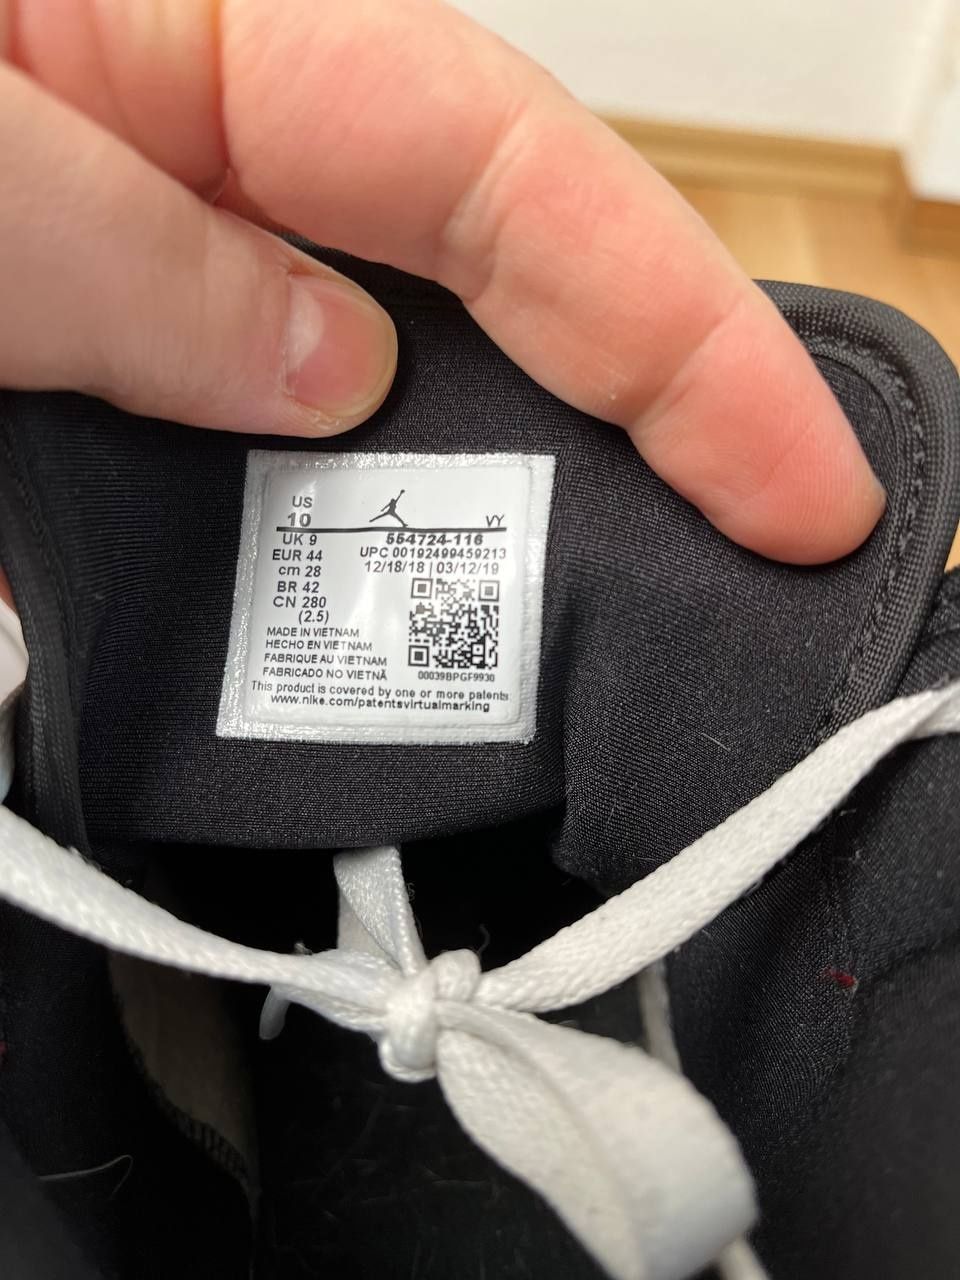 US
10
VY
UK 9
EUR 44
cm 28
BR 42
CN 280
(2.5)
554724-116
UPC 00192499459213
12/18/18 | 03/12/19
MADE IN VIETNAM
HECHO EN VIETNAM
FABRIQUE AU VIETNAM
FABRICADO NO VIETNÃ
00039BPGF9930
This product is covered by one or more patents
www.nike.com/patentsvirtualmarking